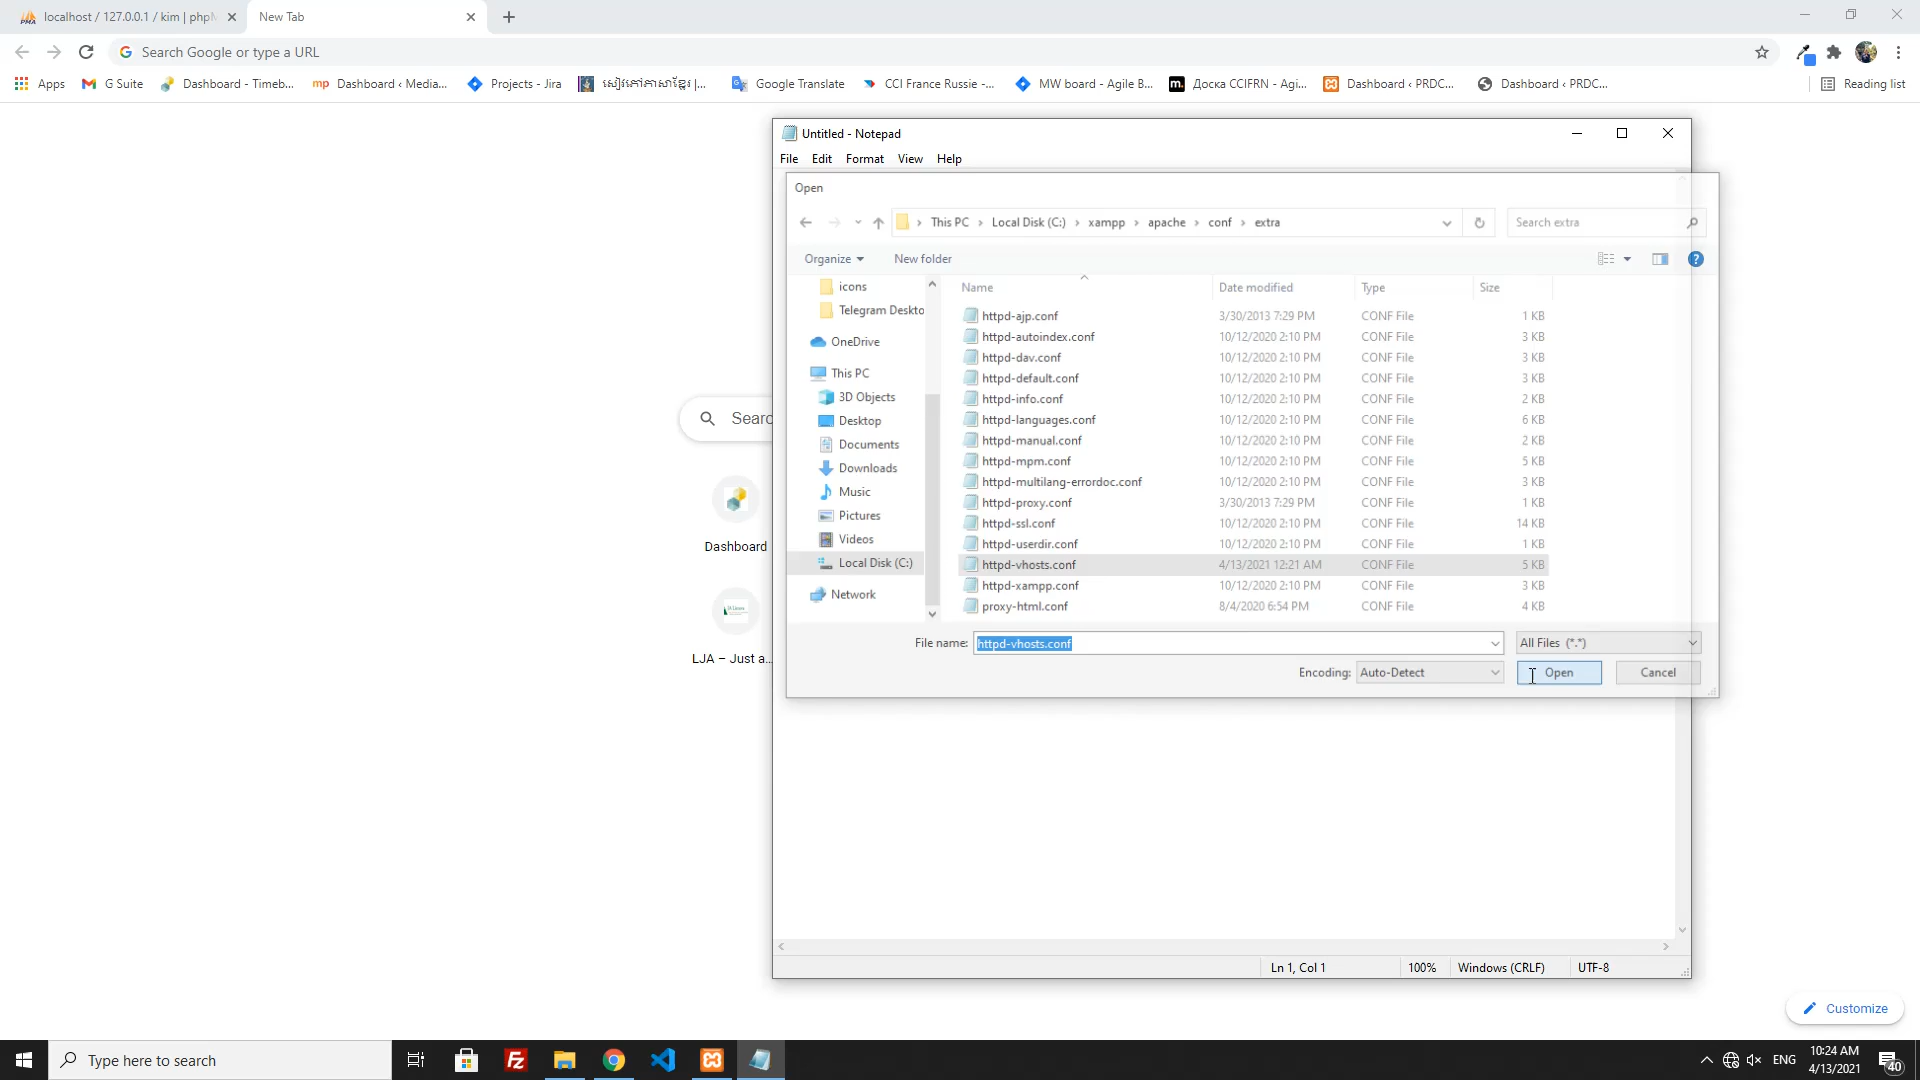 localhost / 127.0.0.1 / kim | phpM
New Tab
Search Google or type a URL
Apps
G Suite
Dashboard - Timeb...
mp
Dashboard ‹ Media...
Projects - Jira
សៀវភៅភាសាខ្មែរ |...
Google Translate
CCI France Russie -...
MW board - Agile B...
m.
Доска CCIFRN - Agi...
Dashboard ‹ PRDC...
Dashboard ‹ PRDC...
Reading list
Untitled - Notepad
File Edit Format View Help
Open
This PC › Local Disk (C:) › xampp › apache › conf › extra
Search extra
Organize
New folder
icons
Telegram Deskto
OneDrive
This PC
3D Objects
Desktop
Documents
Downloads
Music
Pictures
Videos
Local Disk (C:)
Network
Name Date modified Type Size
httpd-ajp.conf 3/30/2013 7:29 PM CONF File 1 KB
httpd-autoindex.conf 10/12/2020 2:10 PM CONF File 3 KB
httpd-dav.conf 10/12/2020 2:10 PM CONF File 3 KB
httpd-default.conf 10/12/2020 2:10 PM CONF File 3 KB
httpd-info.conf 10/12/2020 2:10 PM CONF File 2 KB
httpd-languages.conf 10/12/2020 2:10 PM CONF File 6 KB
httpd-manual.conf 10/12/2020 2:10 PM CONF File 2 KB
httpd-mpm.conf 10/12/2020 2:10 PM CONF File 5 KB
httpd-multilang-errordoc.conf 10/12/2020 2:10 PM CONF File 3 KB
httpd-proxy.conf 3/30/2013 7:29 PM CONF File 1 KB
httpd-ssl.conf 10/12/2020 2:10 PM CONF File 14 KB
httpd-userdir.conf 10/12/2020 2:10 PM CONF File 1 KB
httpd-vhosts.conf 4/13/2021 12:21 AM CONF File 5 KB
httpd-xampp.conf 10/12/2020 2:10 PM CONF File 3 KB
proxy-html.conf 8/4/2020 6:54 PM CONF File 4 KB
File name: httpd-vhosts.conf All Files (*.*)
Encoding: Auto-Detect Open Cancel
Searc
Dashboard
LJA – Just a...
Ln 1, Col 1 100% Windows (CRLF) UTF-8
Customize
Type here to search
ENG
10:24 AM
4/13/2021
40